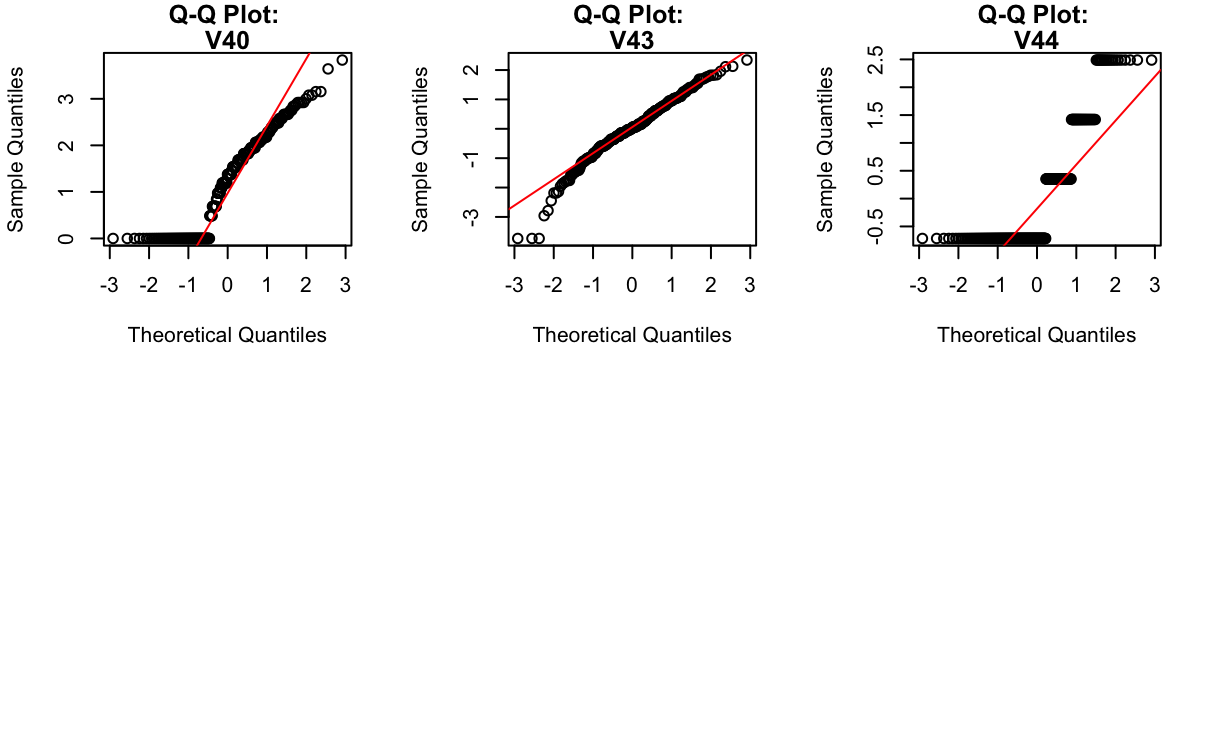 Q-Q Plot:
V40
Sample Quantiles
3
2
1
0
-3 -2 -1 0 1 2 3
Theoretical Quantiles
Q-Q Plot:
V43
Sample Quantiles
2
1
-1
-3
-3 -2 -1 0 1 2 3
Theoretical Quantiles
Q-Q Plot:
V44
Sample Quantiles
2.5
1.5
0.5
-0.5
-3 -2 -1 0 1 2 3
Theoretical Quantiles